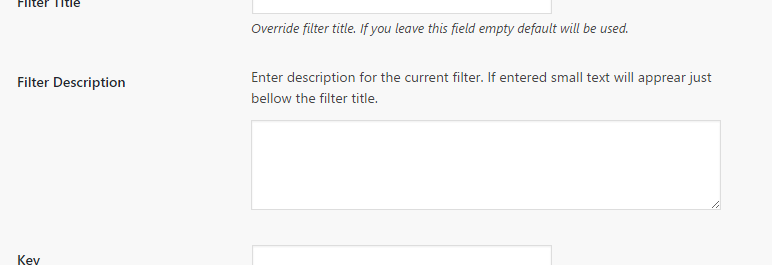 Filter Title
Override filter title. If you leave this field empty default will be used.
Filter Description
Enter description for the current filter. If entered small text will apprear just
bellow the filter title.
Key